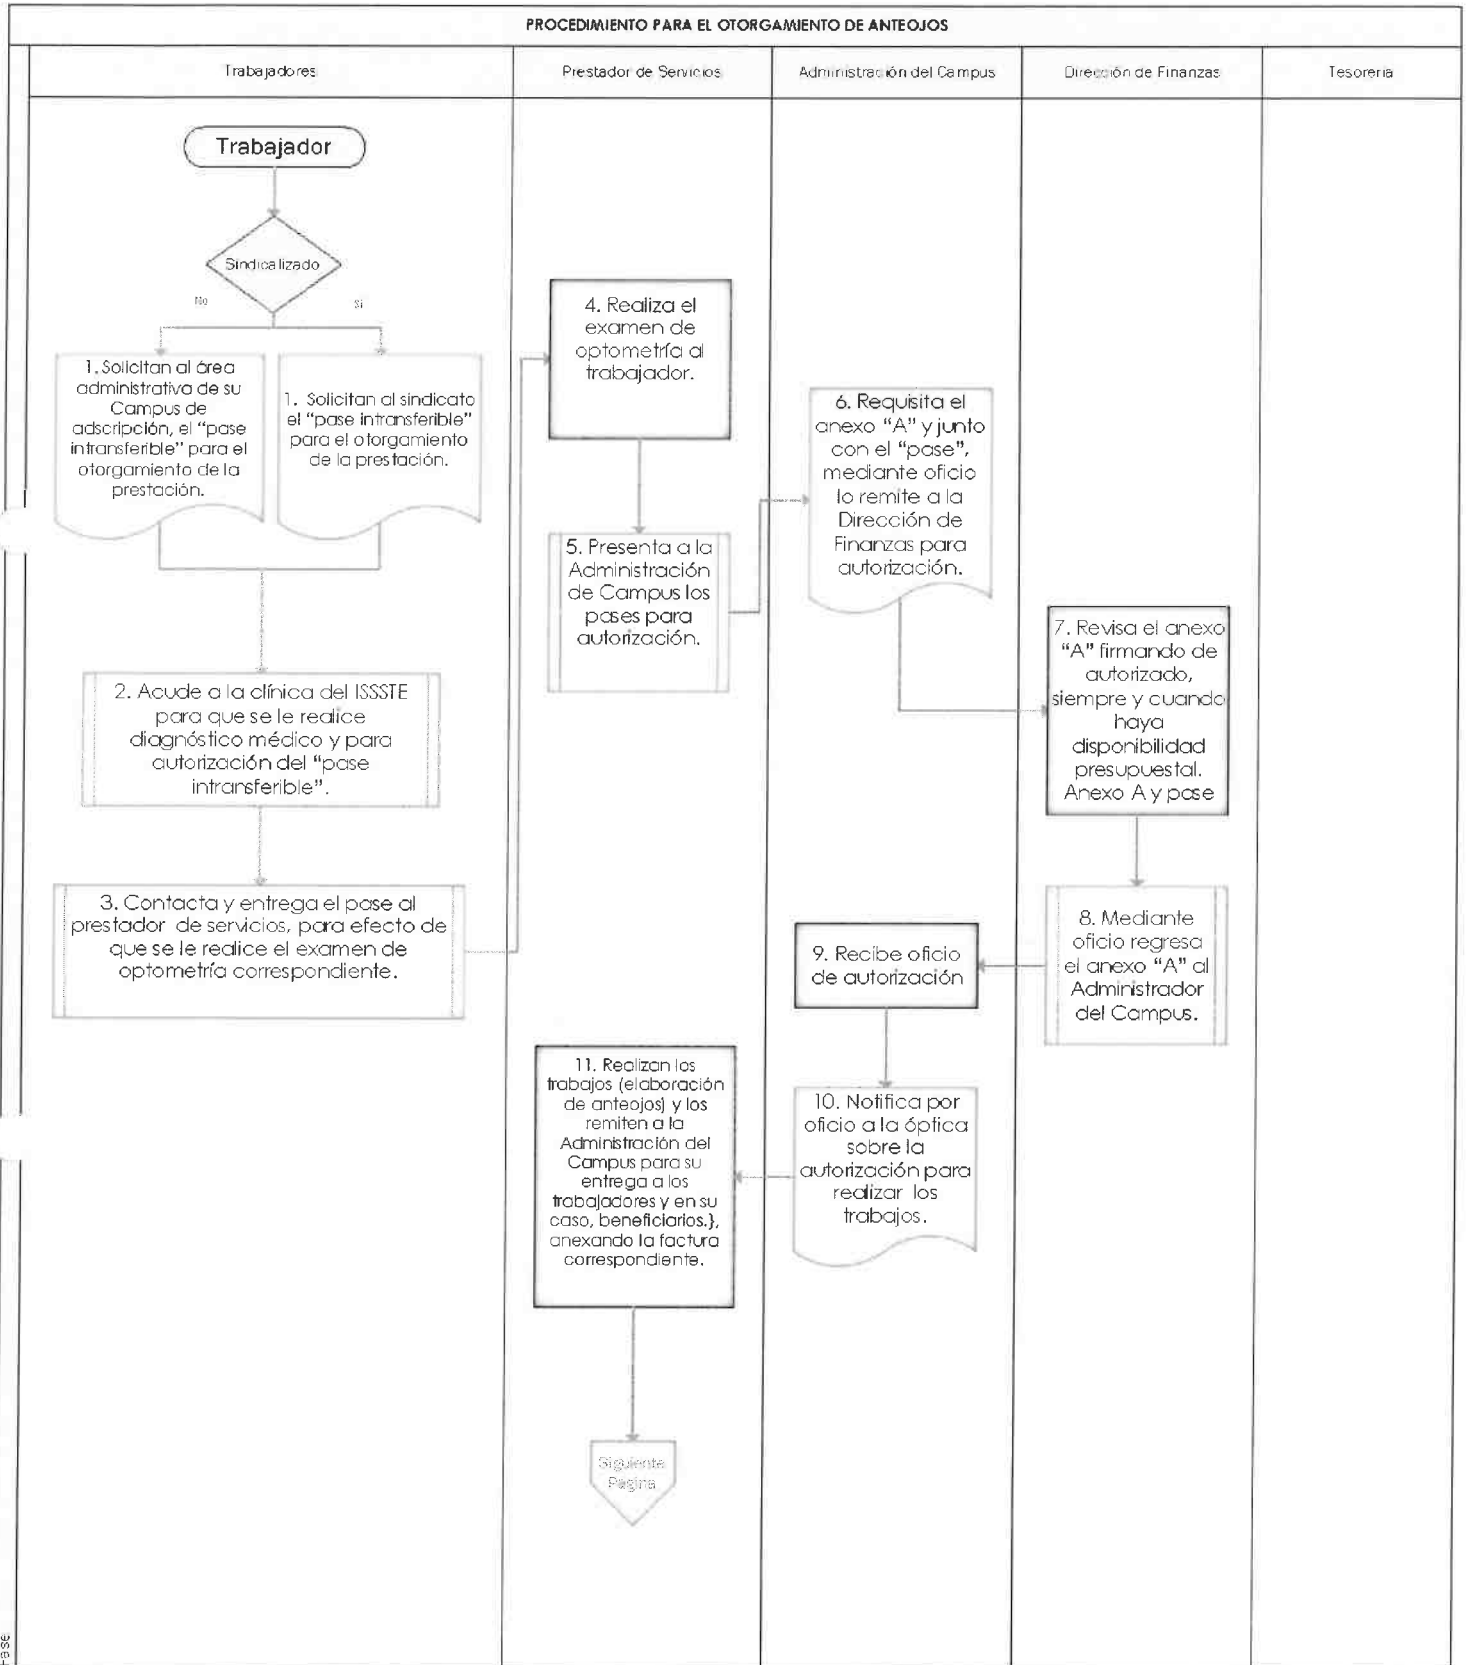 PROCEDIMIENTO PARA EL OTORGAMIENTO DE ANTEOJOS
Trabajadores
Prestador de Servicios
Administración del Campus
Dirección de Finanzas
Tesoreria
Trabajador
Sindicalizado
No
Si
1. Solicitan al área
administrativa de su
Campus de
adscripción, el "pase
intransferible" para el
otorgamiento de la
prestación.
1. Solicitan al sindicato
el "pase intransferible"
para el otorgamiento
de la prestación.
2. Acude a la clínica del ISSSTE
para que se le realice
diagnóstico médico y para
autorización del "pase
intransferible".
3. Contacta y entrega el pase al
prestador de servicios, para efecto de
que se le realice el examen de
optometría correspondiente.
4. Realiza el
examen de
optometría al
trabajador.
5. Presenta a la
Administración
de Campus los
pases para
autorización.
6. Requisita el
anexo "A" y junto
con el "pase",
mediante oficio
lo remite a la
Dirección de
Finanzas para
autorización.
7. Revisa el anexo
"A" firmando de
autorizado,
siempre y cuando
haya
disponibilidad
presupuestal.
Anexo A y pase
8. Mediante
oficio regresa
el anexo "A" al
Administrador
del Campus.
9. Recibe oficio
de autorización
10. Notifica por
oficio a la óptica
sobre la
autorización para
realizar los
trabajos.
11. Realizan los
trabajos (elaboración
de anteojos) y los
remiten a la
Administración del
Campus para su
entrega a los
trabajadores y en su
caso, beneficiarios.},
anexando la factura
correspondiente.
Siguiente
Pagina
Fase